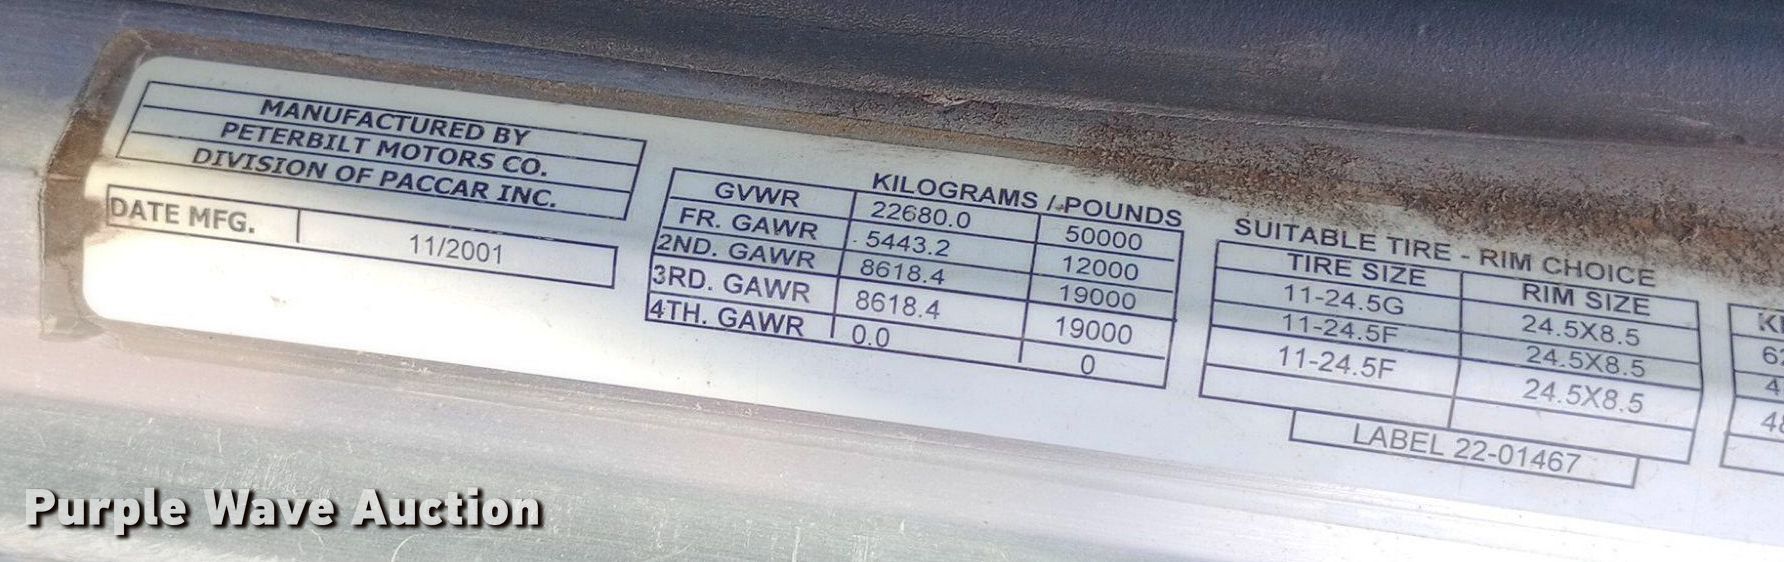 MANUFACTURED BY
PETERBILT MOTORS CO.
DIVISION OF PACCAR INC.
DATE MFG. 11/2001
KILOGRAMS / POUNDS
GVWR 22680.0 50000
FR. GAWR 5443.2 12000
2ND. GAWR 8618.4 19000
3RD. GAWR 8618.4 19000
4TH. GAWR 0.0 0
SUITABLE TIRE - RIM CHOICE
TIRE SIZE RIM SIZE
11-24.5G 24.5X8.5
11-24.5F 24.5X8.5
11-24.5F 24.5X8.5
LABEL 22-01467
Purple Wave Auction